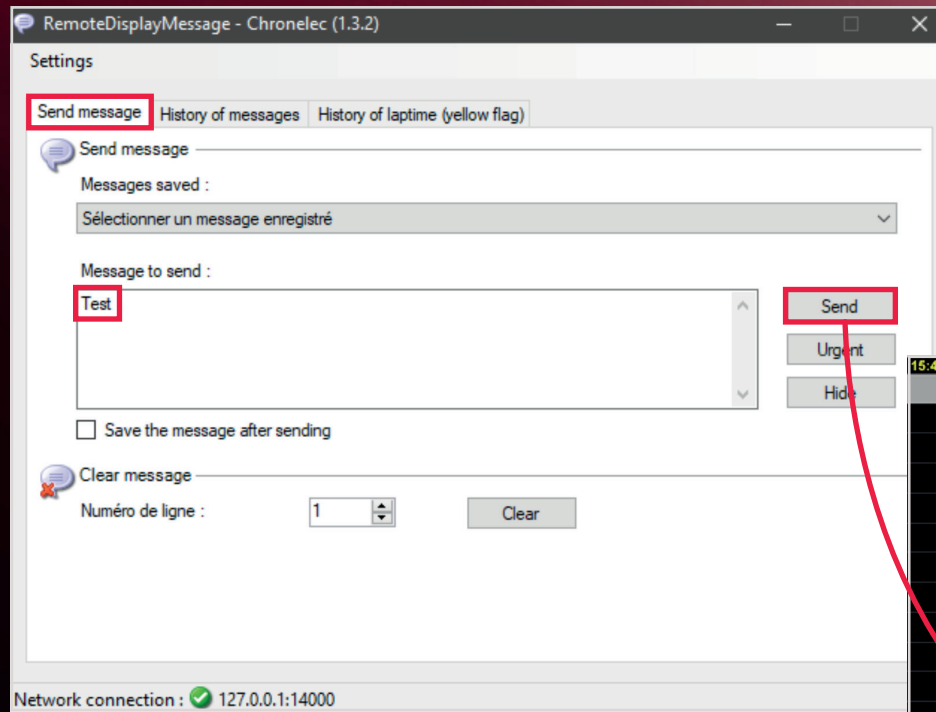 RemoteDisplayMessage - Chronelec (1.3.2)
Settings
Send message History of messages History of laptime (yellow flag)
Send message
Messages saved :
Sélectionner un message enregistré
Message to send :
Test
Send
Urgent
Hide
15:4
Save the message after sending
Clear message
Numéro de ligne : 1 Clear
Network connection : 127.0.0.1:14000